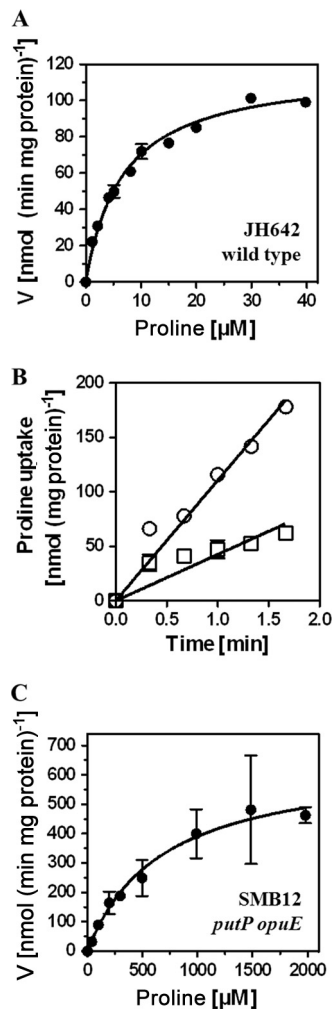 A
V [nmol (min mg protein)-1]
120
100
80
60
40
20
0
JH642
wild type
0 10 20 30 40
Proline [µM]
B
Proline uptake
[nmol (mg protein)-1]
200
150
100
50
0
0.0 0.5 1.0 1.5 2.0
Time [min]
C
V [nmol (min mg protein)-1]
700
600
500
400
300
200
100
0
SMB12
putP opuE
0 500 1000 1500 2000
Proline [µM]